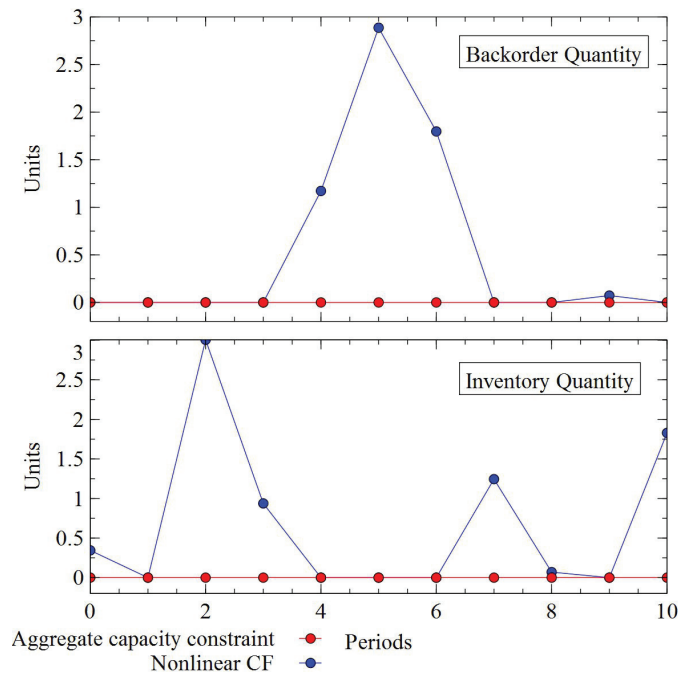 3
2.5
2
1.5
1
0.5
0
Units
Backorder Quantity
3
2.5
2
1.5
1
0.5
0
Units
Inventory Quantity
0 2 4 6 8 10
Aggregate capacity constraint Periods
Nonlinear CF